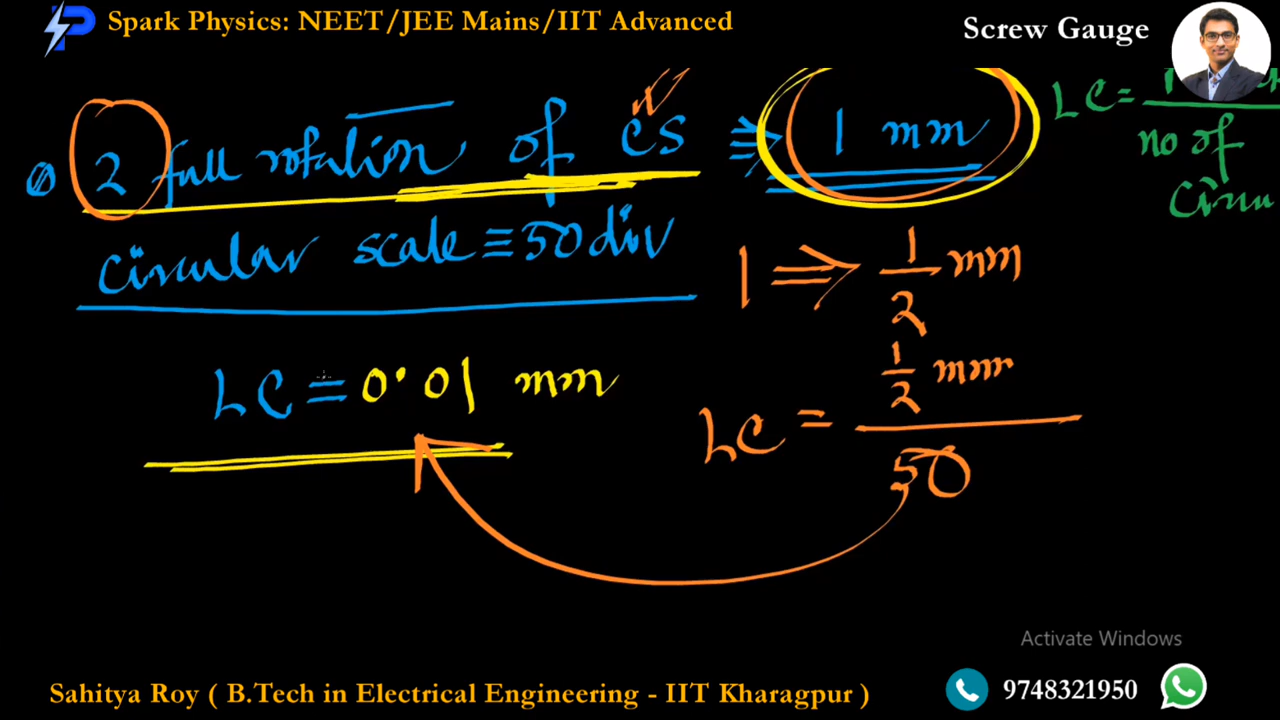 Spark Physics: NEET/JEE Mains/IIT Advanced
Screw Gauge
2 full rotation of CS ⇒ 1 mm
LC =
no of
circular scale ≡ 50 div
1 ⇒ 1/2 mm
LC = 0.01 mm
LC = 1/2 mm / 50
Activate Windows
Sahitya Roy ( B.Tech in Electrical Engineering - IIT Kharagpur )
9748321950